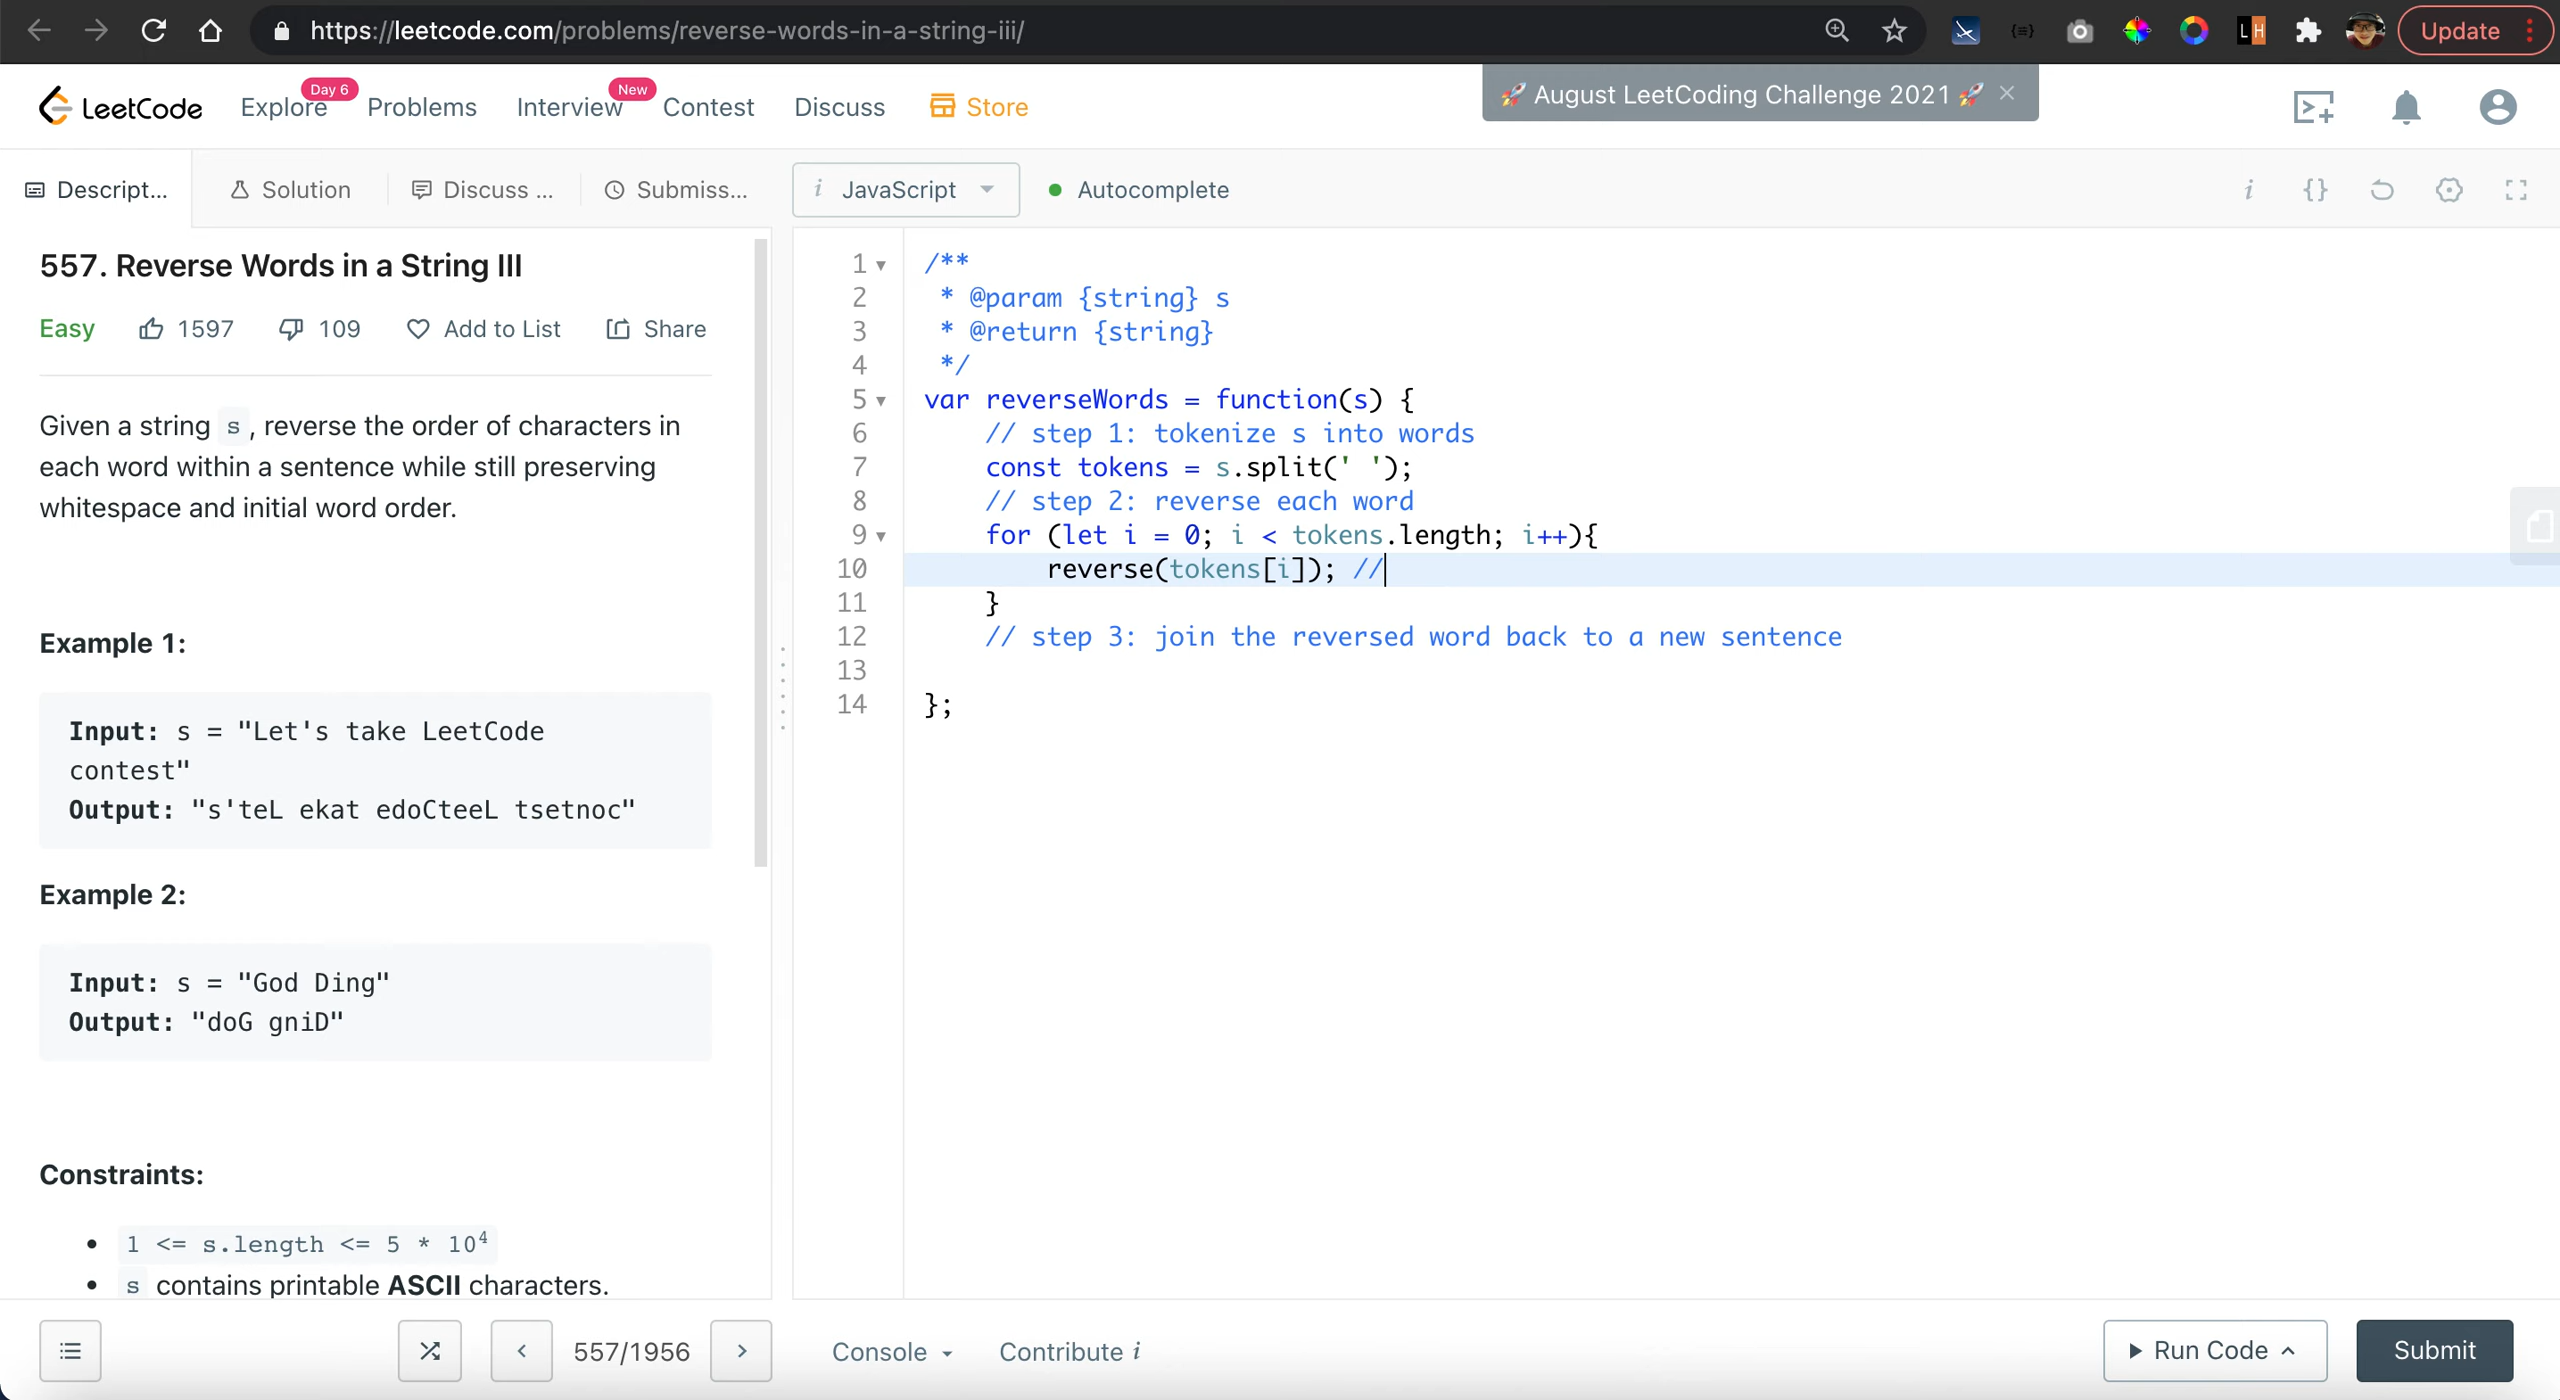 https://leetcode.com/problems/reverse-words-in-a-string-iii/
L H
Update
LeetCode
Explore Day 6
Problems
Interview New
Contest
Discuss
Store
🚀 August LeetCoding Challenge 2021 🚀 ×
Descript...
Solution
Discuss ...
Submiss...
i JavaScript
Autocomplete
i {}
557. Reverse Words in a String III
Easy 1597 109 Add to List Share
Given a string s , reverse the order of characters in
each word within a sentence while still preserving
whitespace and initial word order.
Example 1:
Input: s = "Let's take LeetCode
contest"
Output: "s'teL ekat edoCteeL tsetnoc"
Example 2:
Input: s = "God Ding"
Output: "doG gniD"
Constraints:
• 1 <= s.length <= 5 * 10⁴
• s contains printable ASCII characters.
1 /**
2  * @param {string} s
3  * @return {string}
4  */
5 var reverseWords = function(s) {
6     // step 1: tokenize s into words
7     const tokens = s.split(' ');
8     // step 2: reverse each word
9     for (let i = 0; i < tokens.length; i++){
10         reverse(tokens[i]); //
11     }
12     // step 3: join the reversed word back to a new sentence
13
14 };
557/1956
Console
Contribute i
Run Code
Submit